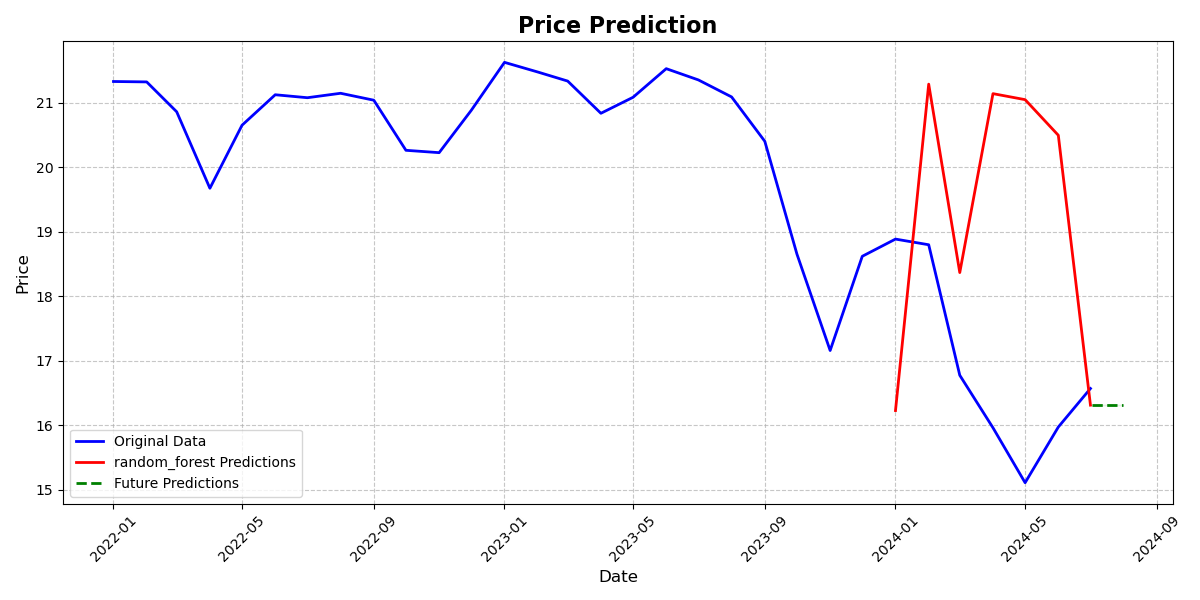 Price Prediction
Price
21
20
19
18
17
16
15
Original Data
random_forest Predictions
Future Predictions
2022-01
2022-05
2022-09
2023-01
2023-05
2023-09
2024-01
2024-05
2024-09
Date